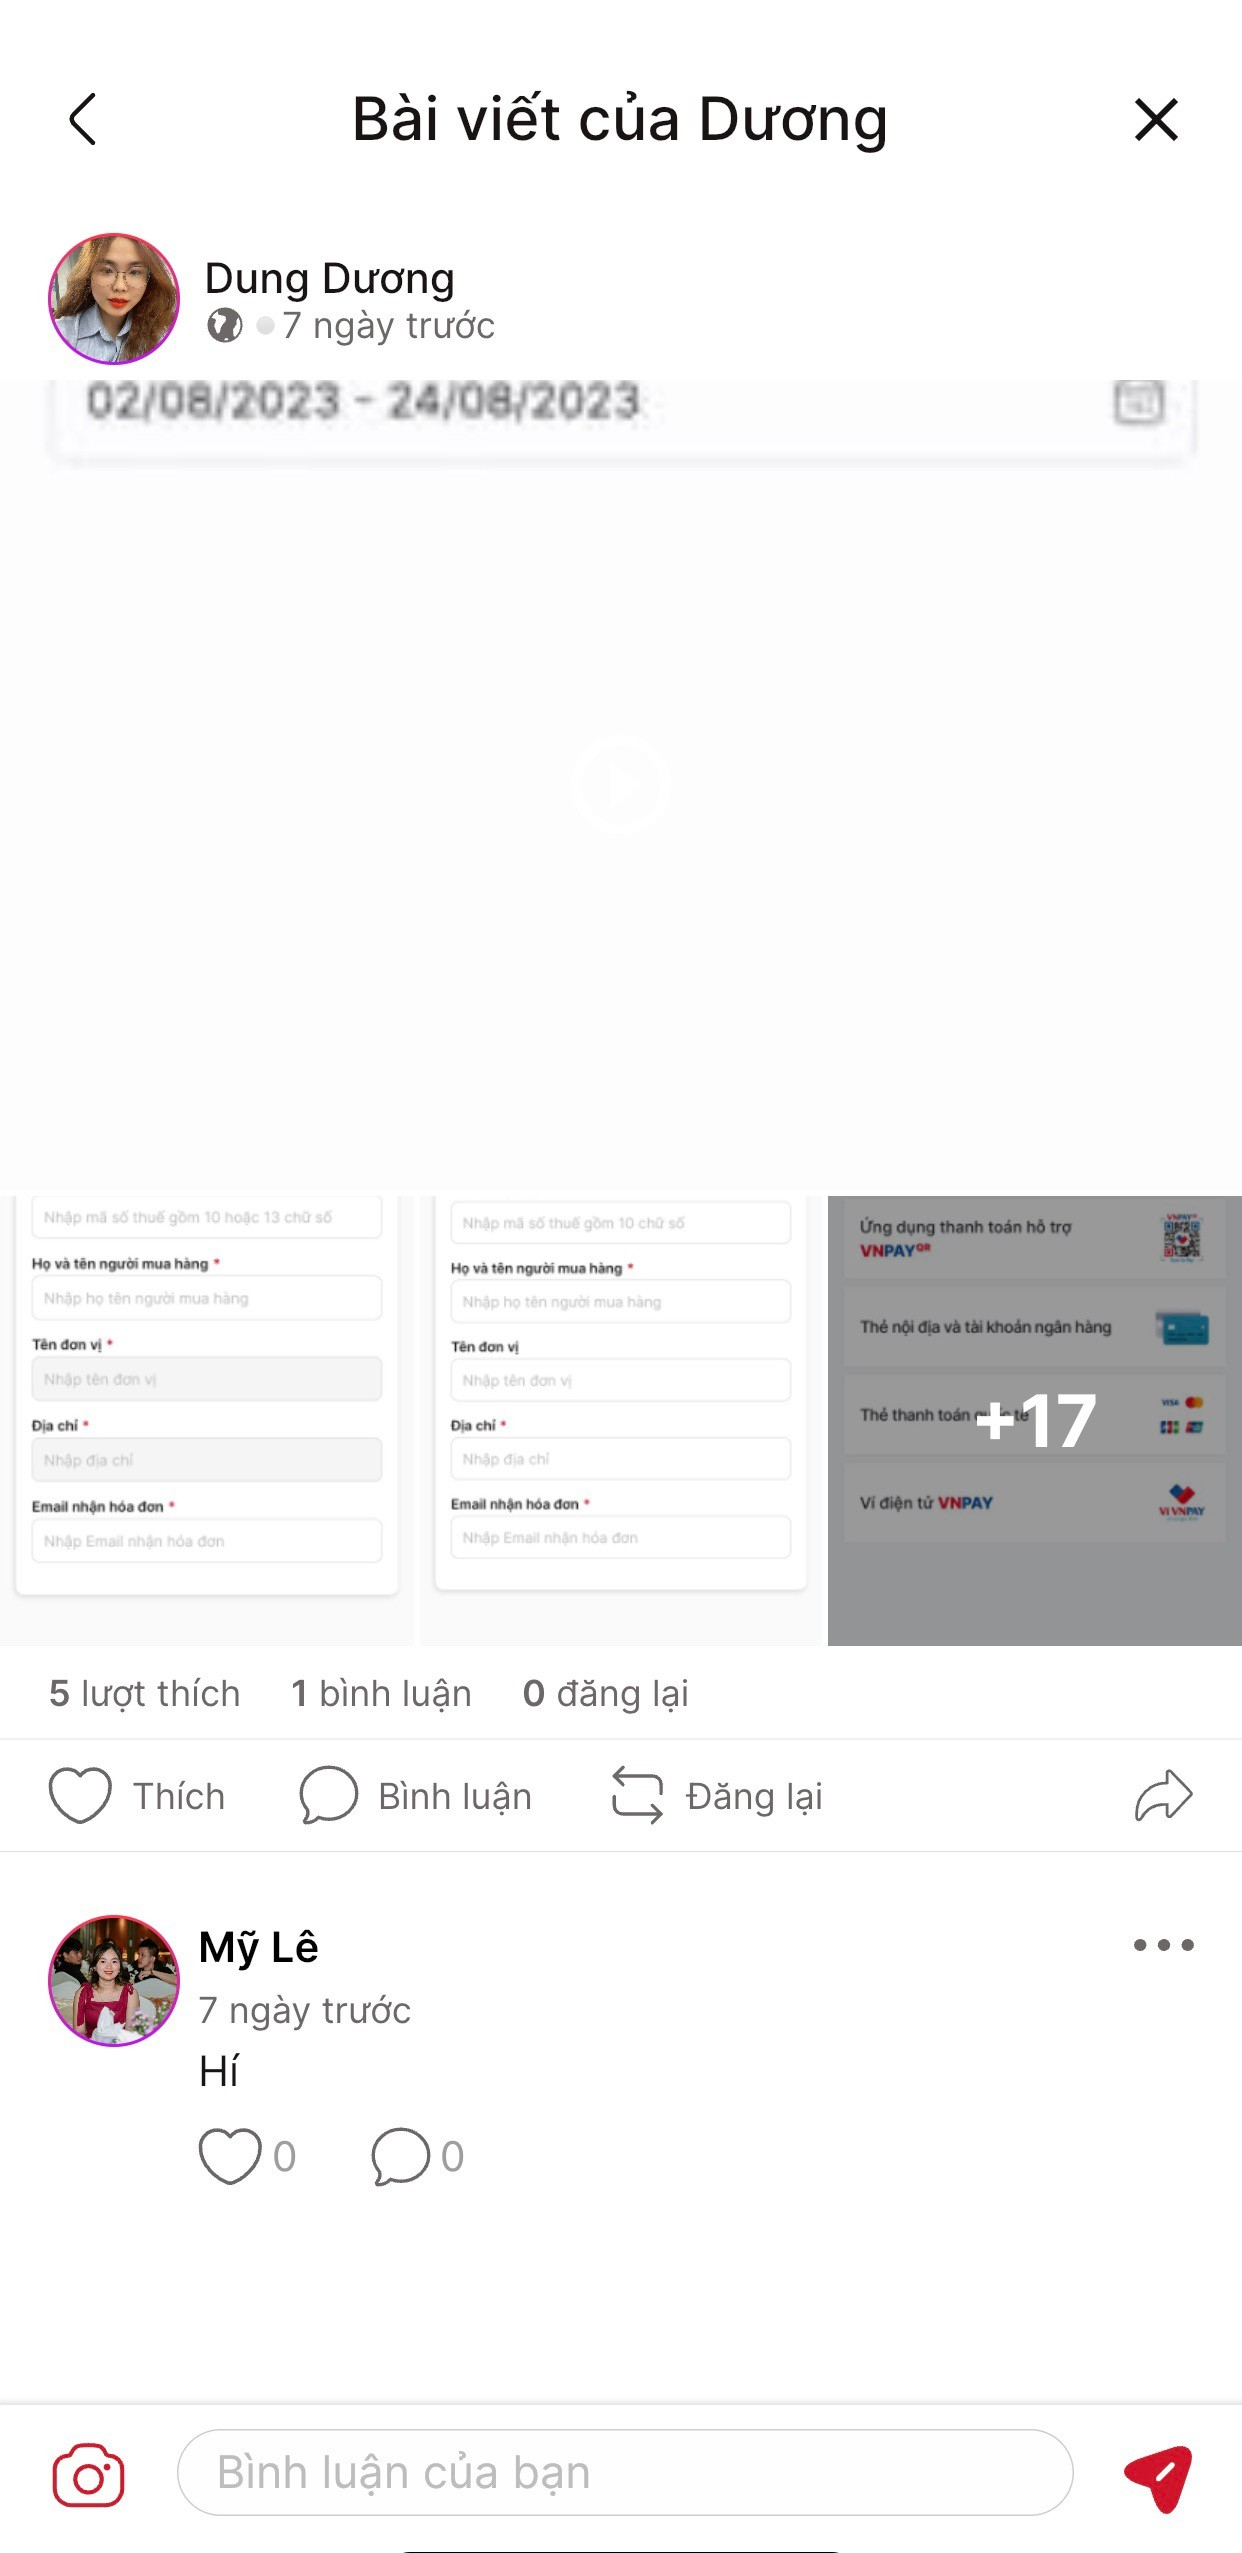 Bài viết của Dương
Dung Dương
7 ngày trước
02/08/2023 - 24/08/2023
Nhập mã số thuế gồm 10 hoặc 13 chữ số
Họ và tên người mua hàng *
Nhập họ tên người mua hàng
Tên đơn vị *
Nhập tên đơn vị
Địa chỉ *
Nhập địa chỉ
Email nhận hóa đơn *
Nhập Email nhận hóa đơn
Nhập mã số thuế gồm 10 chữ số
Họ và tên người mua hàng *
Nhập họ tên người mua hàng
Tên đơn vị
Nhập tên đơn vị
Địa chỉ *
Nhập địa chỉ
Email nhận hóa đơn *
Nhập Email nhận hóa đơn
Ứng dụng thanh toán hỗ trợ
VNPAYQR
VNPAYQR
Thẻ nội địa và tài khoản ngân hàng
Thẻ thanh toán quốc tế
VISA
JCB
+17
Ví điện tử VNPAY
Ví VNPAY
5 lượt thích 1 bình luận 0 đăng lại
Thích Bình luận Đăng lại
Mỹ Lê
7 ngày trước
Hí
0 0
Bình luận của bạn